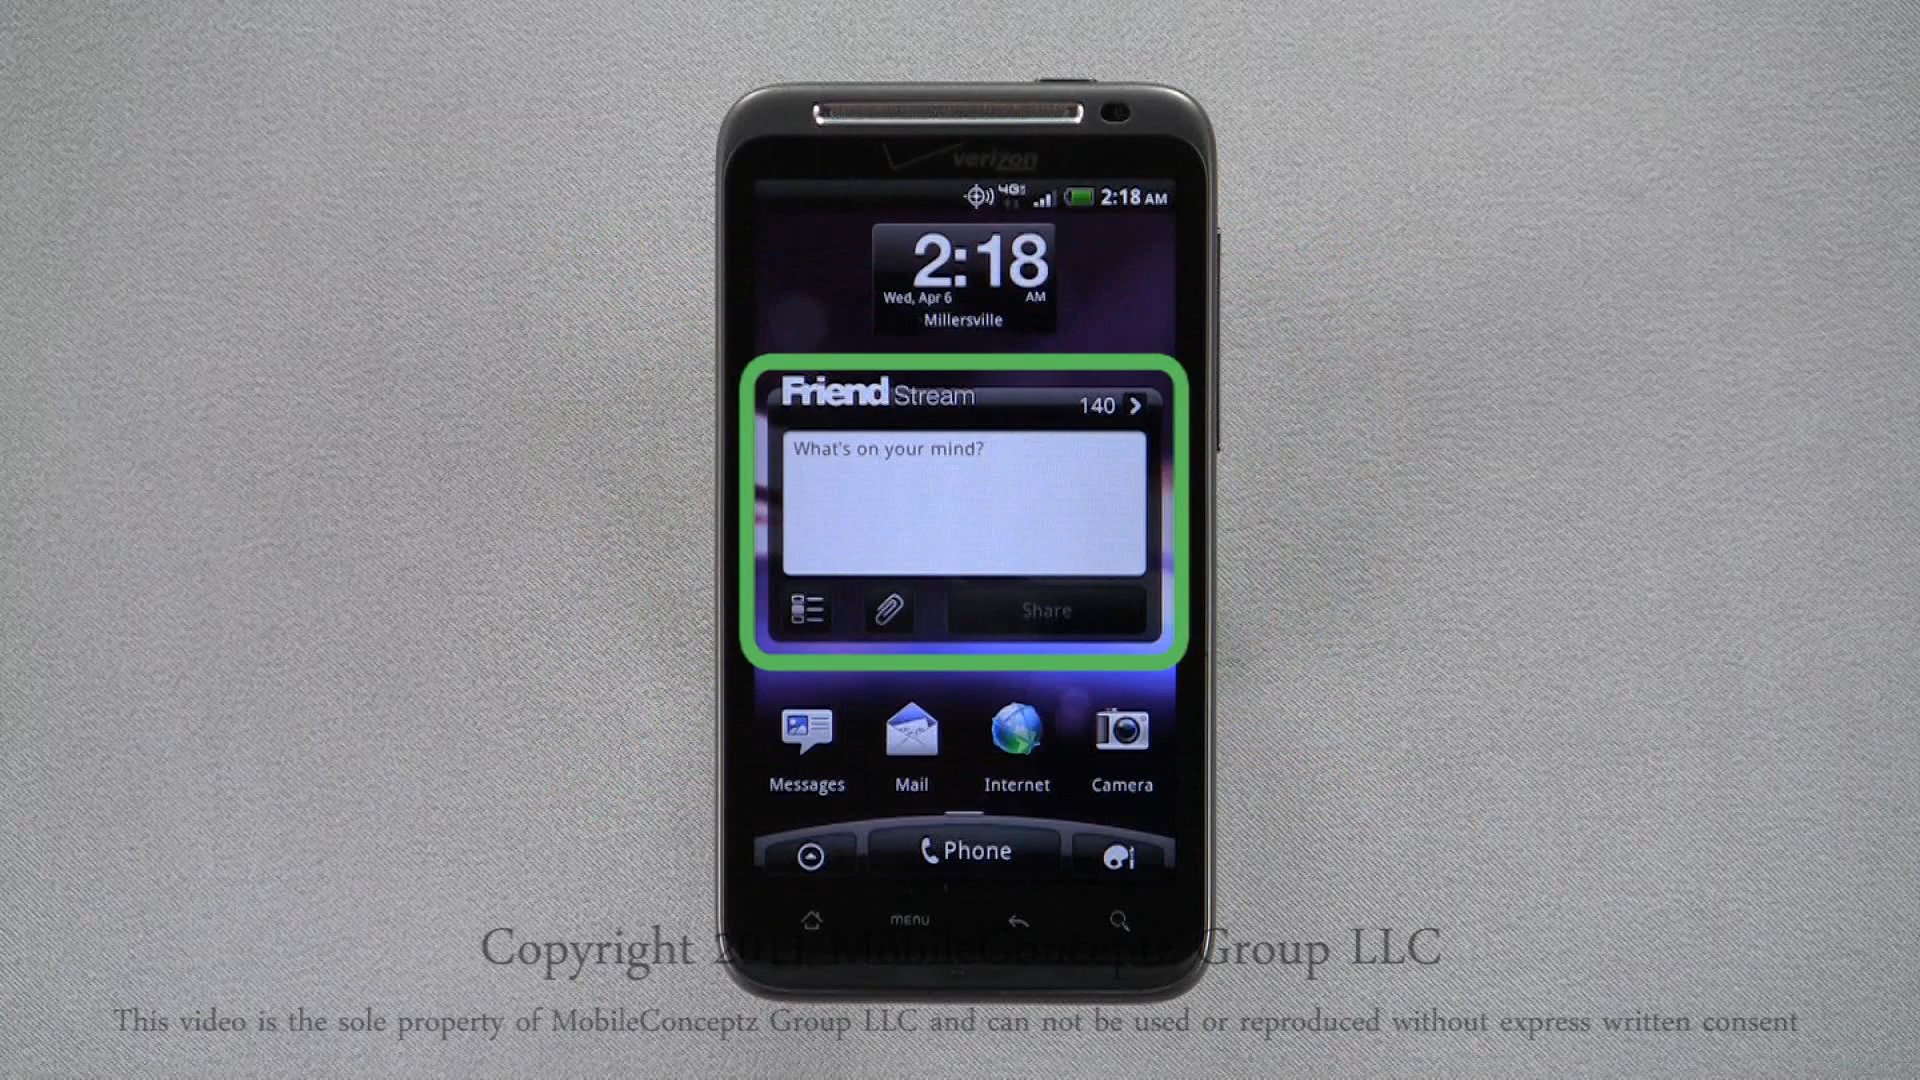 verizon
4G
2:18 AM
2:18
Wed, Apr 6 AM
Millersville
Friend Stream
140
What's on your mind?
Share
Messages Mail Internet Camera
Phone
MENU
Copyright 2011 MobileConceptz Group LLC
This video is the sole property of MobileConceptz Group LLC and can not be used or reproduced without express written consent